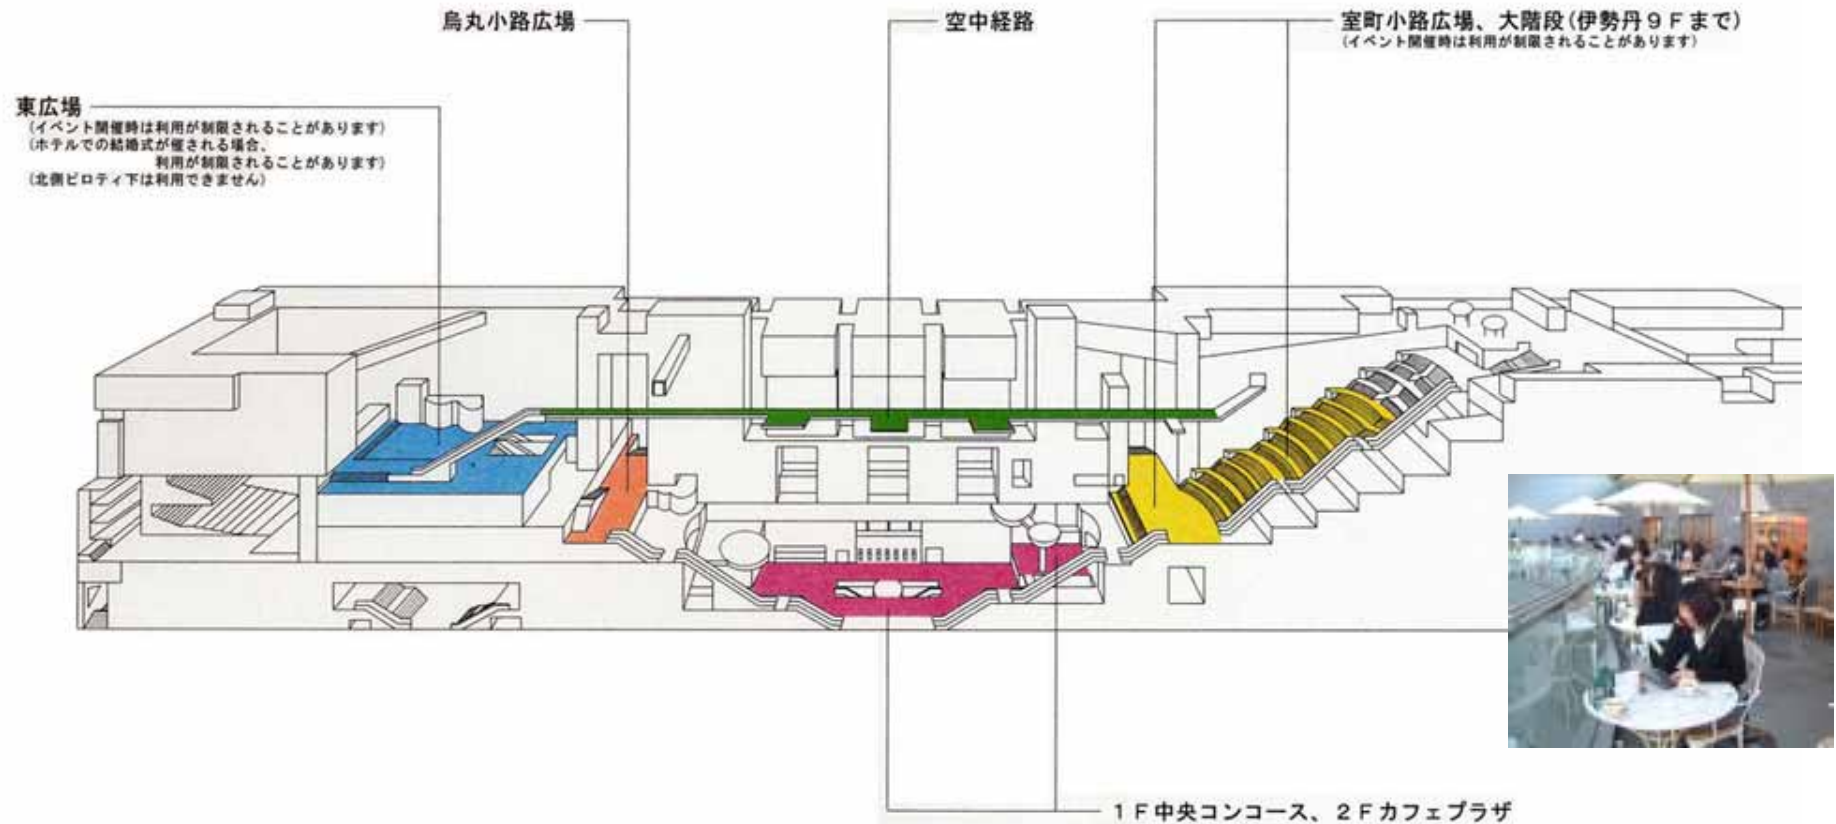 烏丸小路広場
空中経路
室町小路広場、大階段(伊勢丹9Fまで)
(イベント開催時は利用が制限されることがあります)
東広場
(イベント開催時は利用が制限されることがあります)
(ホテルでの結婚式が催される場合、
利用が制限されることがあります)
(北側ピロティ下は利用できません)
1F中央コンコース、2Fカフェプラザ